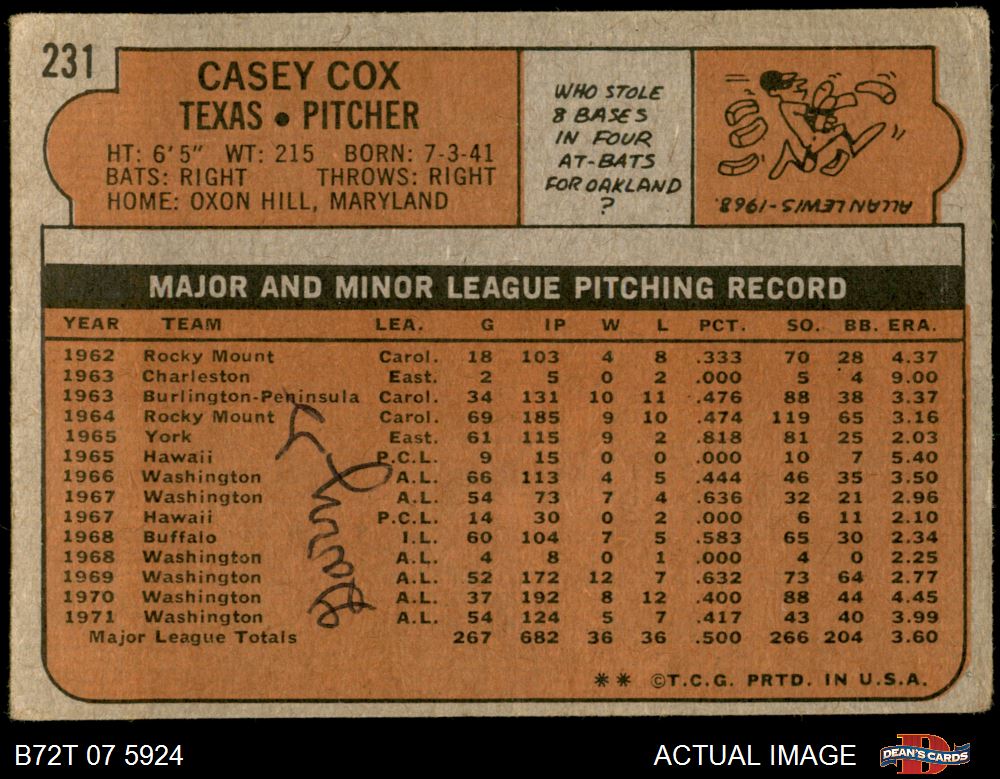 231
CASEY COX
TEXAS • PITCHER
HT: 6'5" WT: 215 BORN: 7-3-41
BATS: RIGHT THROWS: RIGHT
HOME: OXON HILL, MARYLAND
WHO STOLE
8 BASES
IN FOUR
AT-BATS
FOR OAKLAND
?
ALLAN LEWIS-1968.
MAJOR AND MINOR LEAGUE PITCHING RECORD
YEAR TEAM LEA. G IP W L PCT. SO. BB. ERA.
1962 Rocky Mount Carol. 18 103 4 8 .333 70 28 4.37
1963 Charleston East. 2 5 0 2 .000 5 4 9.00
1963 Burlington-Peninsula Carol. 34 131 10 11 .476 88 38 3.37
1964 Rocky Mount Carol. 69 185 9 10 .474 119 65 3.16
1965 York East. 61 115 9 2 .818 81 25 2.03
1965 Hawaii P.C.L. 9 15 0 0 .000 10 7 5.40
1966 Washington A.L. 66 113 4 5 .444 46 35 3.50
1967 Washington A.L. 54 73 7 4 .636 32 21 2.96
1967 Hawaii P.C.L. 14 30 0 2 .000 6 11 2.10
1968 Buffalo I.L. 60 104 7 5 .583 65 30 2.34
1968 Washington A.L. 4 8 0 1 .000 4 0 2.25
1969 Washington A.L. 52 172 12 7 .632 73 64 2.77
1970 Washington A.L. 37 192 8 12 .400 88 44 4.45
1971 Washington A.L. 54 124 5 7 .417 43 40 3.99
Major League Totals 267 682 36 36 .500 266 204 3.60
** ©T.C.G. PRTD. IN U.S.A.
B72T 07 5924
ACTUAL IMAGE
DEAN'S CARDS